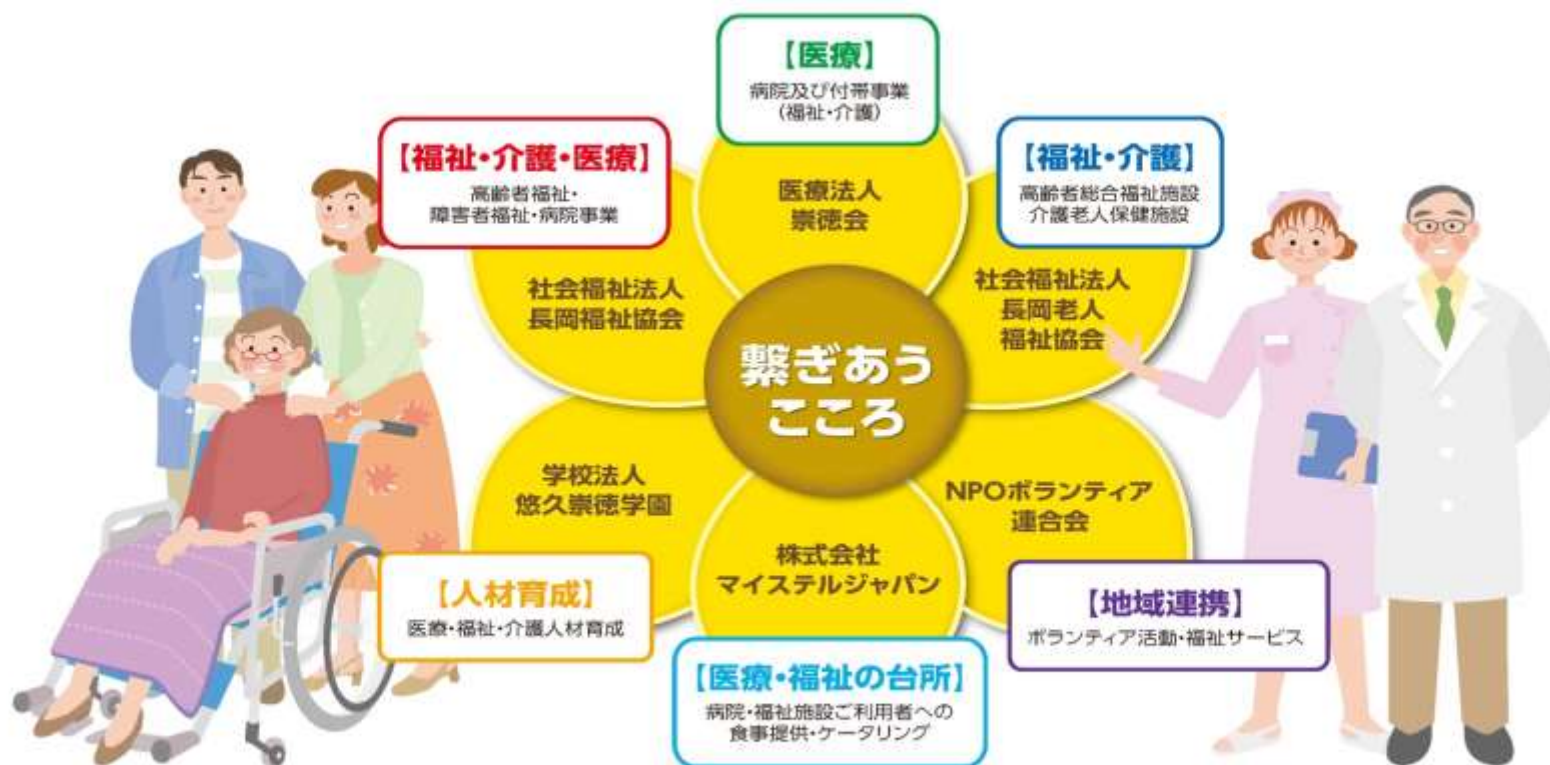 【医療】
病院及び付帯事業
(福祉・介護)
医療法人
崇徳会
【福祉・介護】
高齢者総合福祉施設
介護老人保健施設
社会福祉法人
長岡老人
福祉協会
NPOボランティア
連合会
【地域連携】
ボランティア活動・福祉サービス
株式会社
マイステルジャパン
【医療・福祉の台所】
病院・福祉施設ご利用者への
食事提供・ケータリング
学校法人
悠久崇徳学園
【人材育成】
医療・福祉・介護人材育成
【福祉・介護・医療】
高齢者福祉・
障害者福祉・病院事業
社会福祉法人
長岡福祉協会
繋ぎあう
こころ